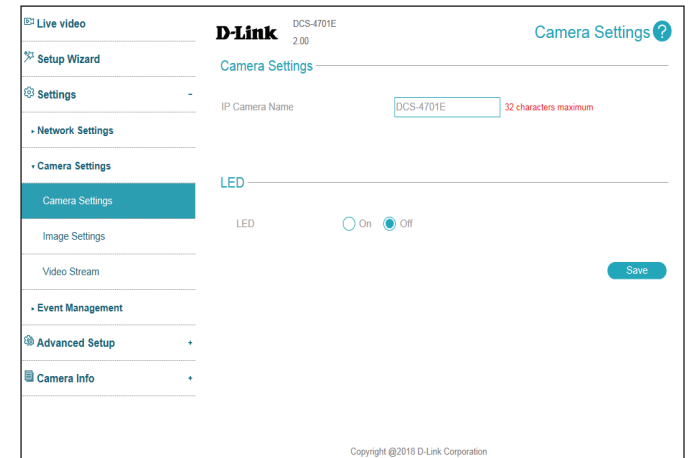 Live video
Setup Wizard
Settings -
Network Settings
Camera Settings
Camera Settings
Image Settings
Video Stream
Event Management
Advanced Setup +
Camera Info +
D-Link DCS-4701E
2.00
Camera Settings ?
Camera Settings
IP Camera Name DCS-4701E 32 characters maximum
LED
LED On Off
Save
Copyright @2018 D-Link Corporation